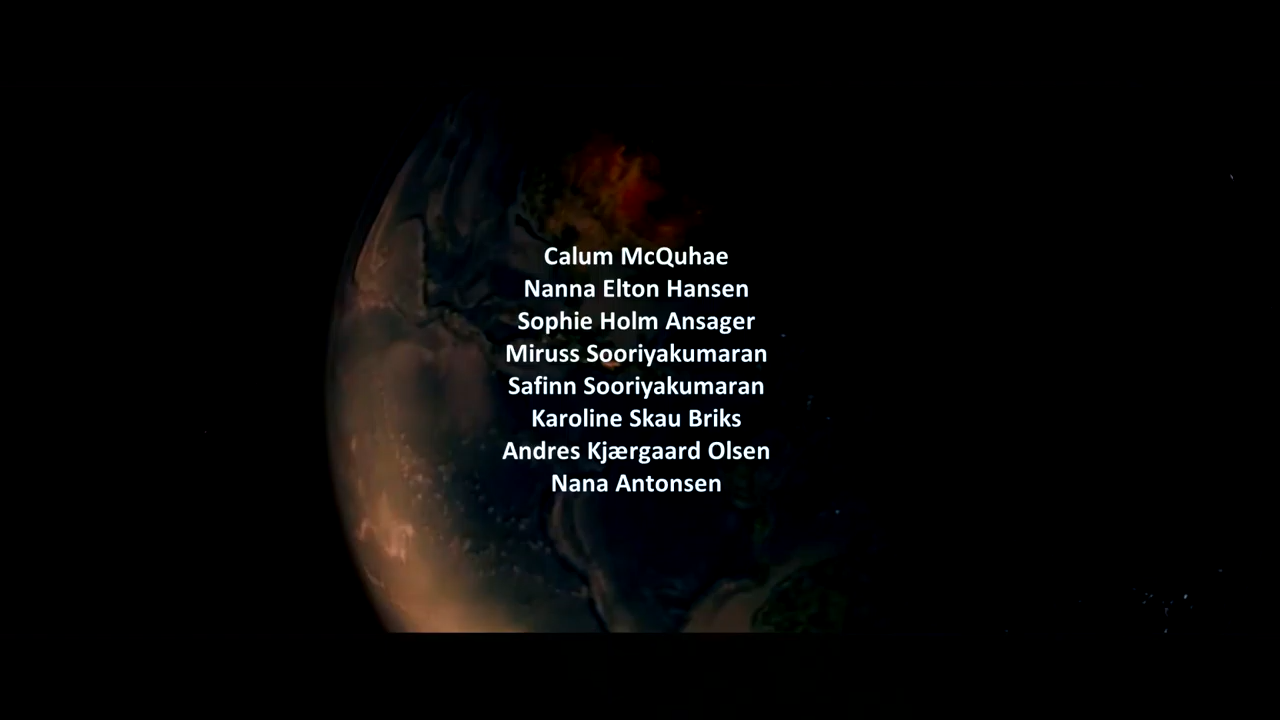 Calum McQuhae
Nanna Elton Hansen
Sophie Holm Ansager
Miruss Sooriyakumaran
Safinn Sooriyakumaran
Karoline Skau Briks
Andres Kjærgaard Olsen
Nana Antonsen